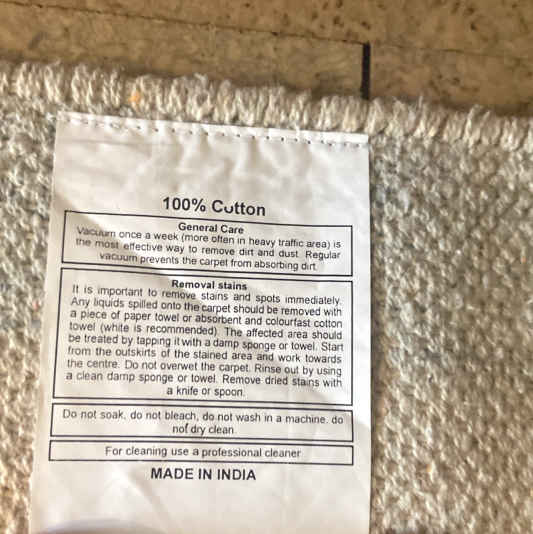 100% Cotton
General Care
Vacuum once a week (more often in heavy traffic area) is
the most effective way to remove dirt and dust. Regular
vacuum prevents the carpet from absorbing dirt.
Removal stains
It is important to remove stains and spots immediately.
Any liquids spilled onto the carpet should be removed with
a piece of paper towel or absorbent and colourfast cotton
towel (white is recommended). The affected area should
be treated by tapping it with a damp sponge or towel. Start
from the outskirts of the stained area and work towards
the centre. Do not overwet the carpet. Rinse out by using
a clean damp sponge or towel. Remove dried stains with
a knife or spoon.
Do not soak, do not bleach, do not wash in a machine, do
not dry clean.
For cleaning use a professional cleaner
MADE IN INDIA